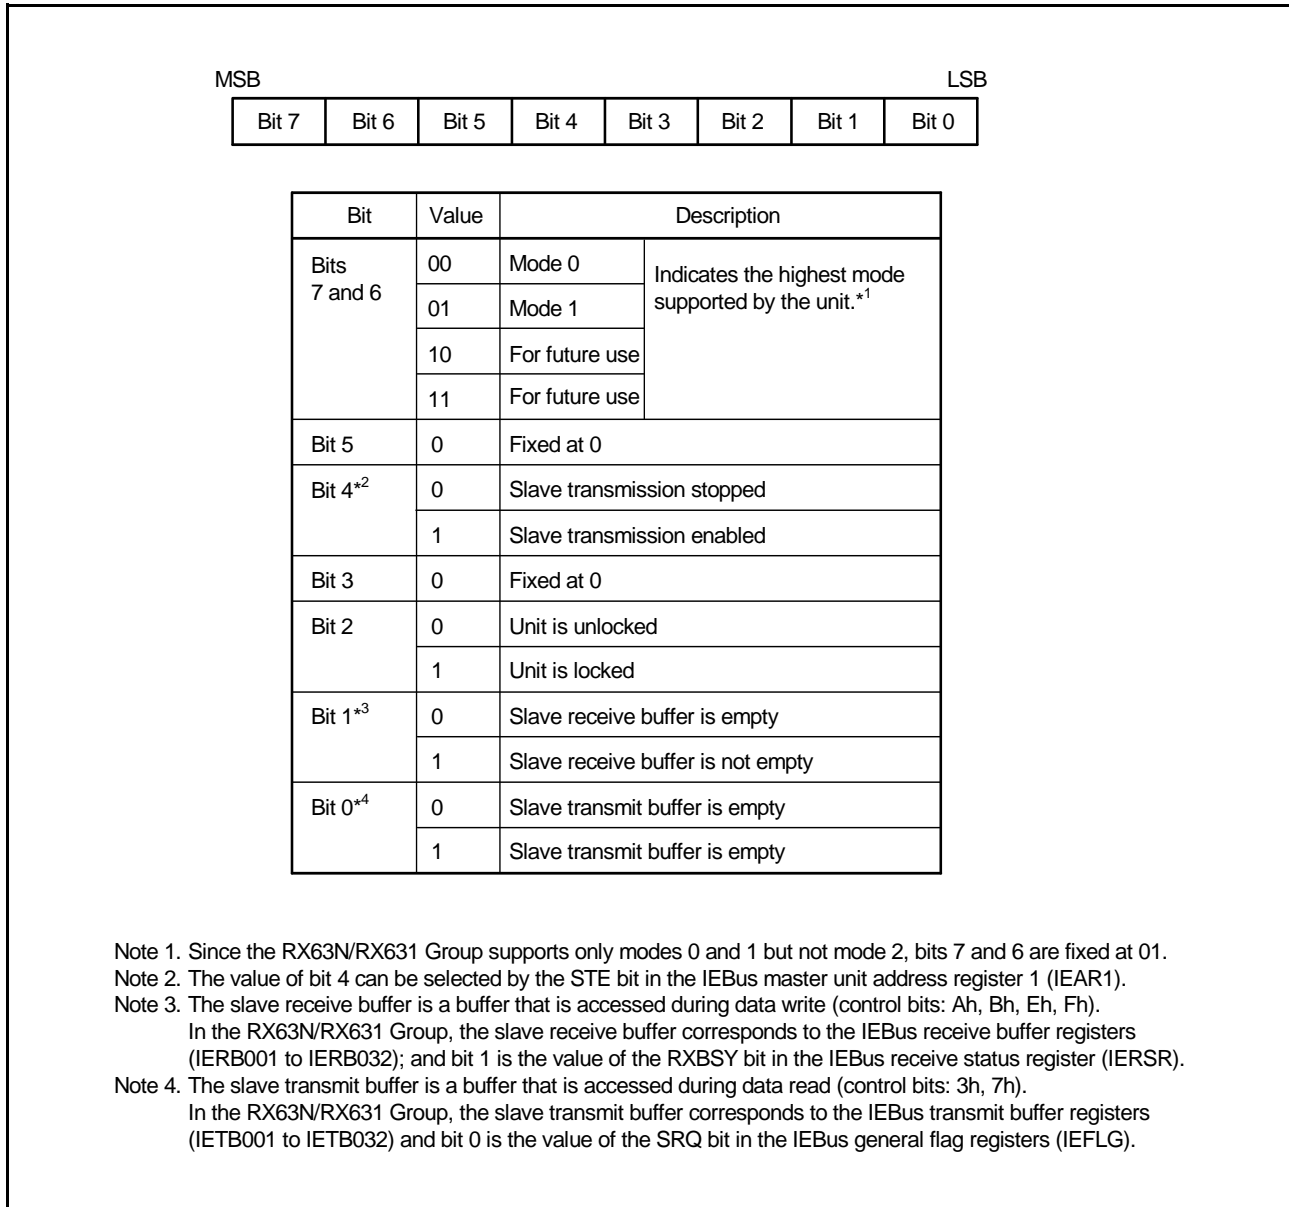 MSB LSB
Bit 7 Bit 6 Bit 5 Bit 4 Bit 3 Bit 2 Bit 1 Bit 0
Bit Value Description
Bits 7 and 6 00 Mode 0 Indicates the highest mode supported by the unit.*1
01 Mode 1
10 For future use
11 For future use
Bit 5 0 Fixed at 0
Bit 4*2 0 Slave transmission stopped
1 Slave transmission enabled
Bit 3 0 Fixed at 0
Bit 2 0 Unit is unlocked
1 Unit is locked
Bit 1*3 0 Slave receive buffer is empty
1 Slave receive buffer is not empty
Bit 0*4 0 Slave transmit buffer is empty
1 Slave transmit buffer is empty
Note 1. Since the RX63N/RX631 Group supports only modes 0 and 1 but not mode 2, bits 7 and 6 are fixed at 01.
Note 2. The value of bit 4 can be selected by the STE bit in the IEBus master unit address register 1 (IEAR1).
Note 3. The slave receive buffer is a buffer that is accessed during data write (control bits: Ah, Bh, Eh, Fh).
In the RX63N/RX631 Group, the slave receive buffer corresponds to the IEBus receive buffer registers
(IERB001 to IERB032); and bit 1 is the value of the RXBSY bit in the IEBus receive status register (IERSR).
Note 4. The slave transmit buffer is a buffer that is accessed during data read (control bits: 3h, 7h).
In the RX63N/RX631 Group, the slave transmit buffer corresponds to the IEBus transmit buffer registers
(IETB001 to IETB032) and bit 0 is the value of the SRQ bit in the IEBus general flag registers (IEFLG).